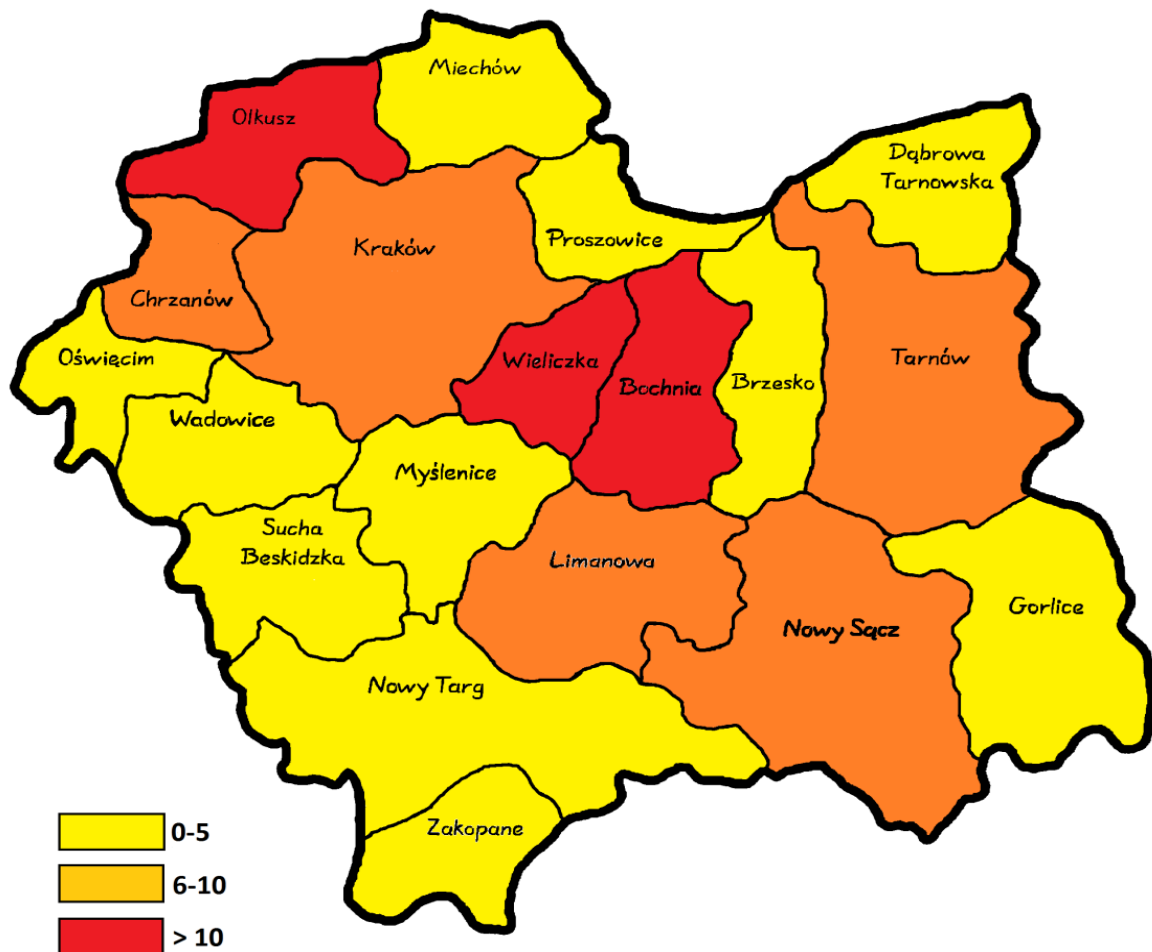 Miechów
Olkusz
Dąbrowa
Tarnowska
Kraków
Proszowice
Chrzanów
Oświęcim
Wieliczka
Bochnia
Brzesko
Tarnów
Wadowice
Myślenice
Sucha
Beskidzka
Limanowa
Gorlice
Nowy Sącz
Nowy Targ
Zakopane
0-5
6-10
> 10